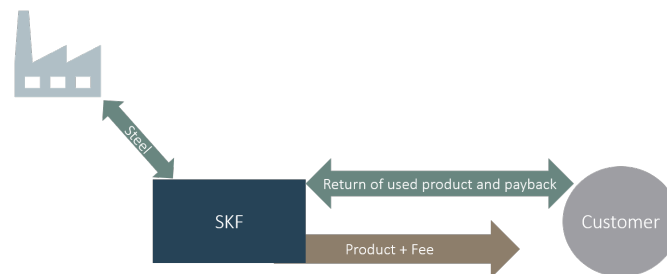 Steel
Return of used product and payback
SKF
Customer
Product + Fee